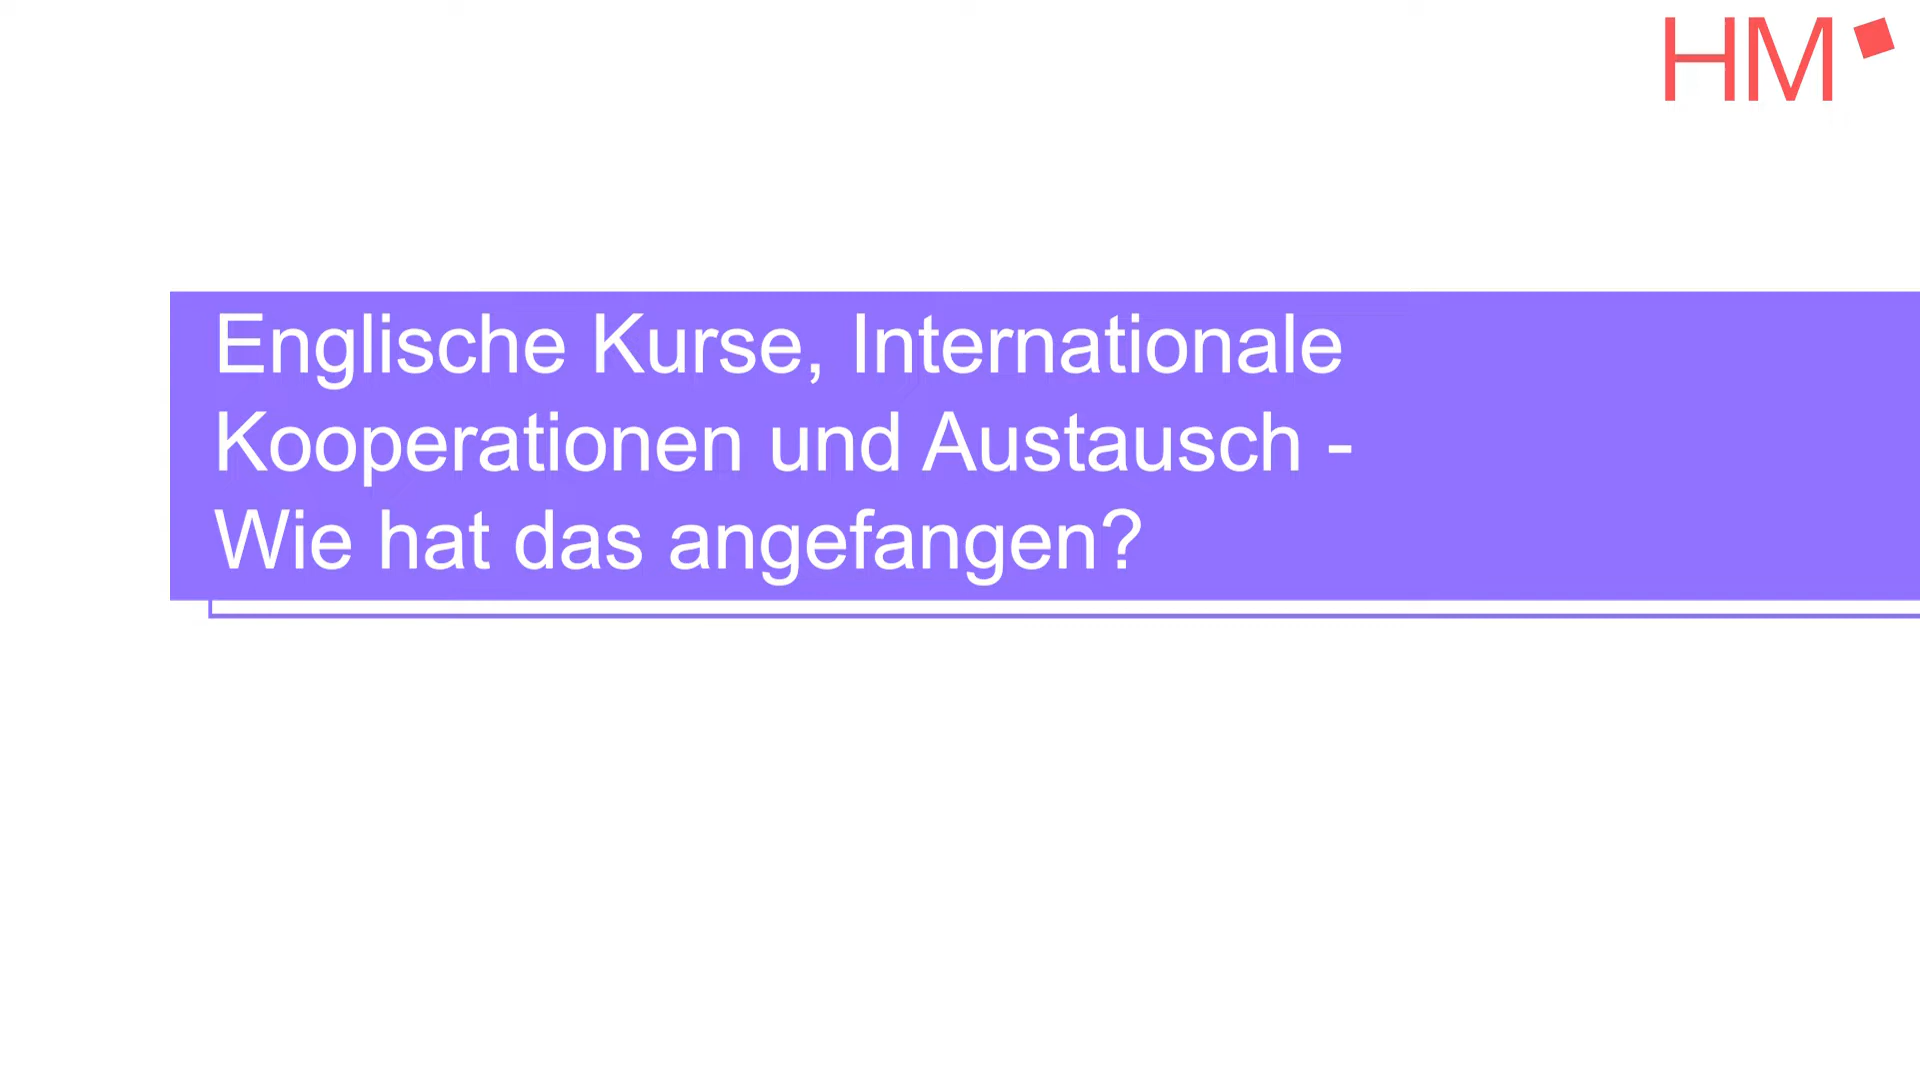 HM
Englische Kurse, Internationale
Kooperationen und Austausch -
Wie hat das angefangen?